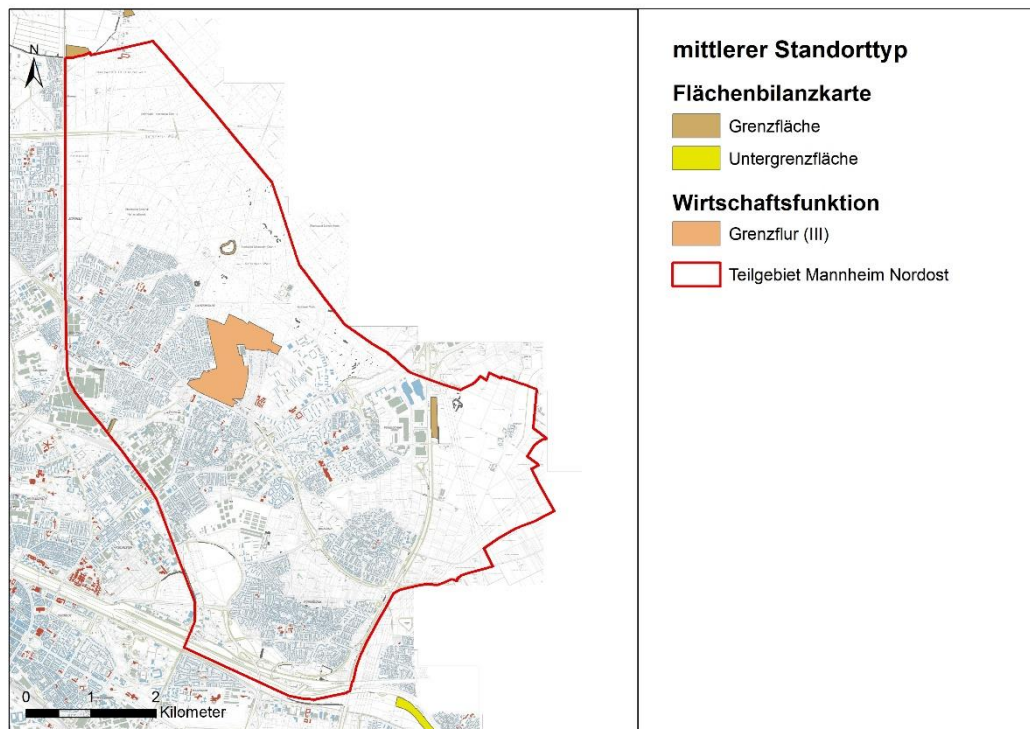 mittlerer Standorttyp
Flächenbilanzkarte
Grenzfläche
Untergrenzfläche
Wirtschaftsfunktion
Grenzflur (III)
Teilgebiet Mannheim Nordost
N
0 1 2
Kilometer